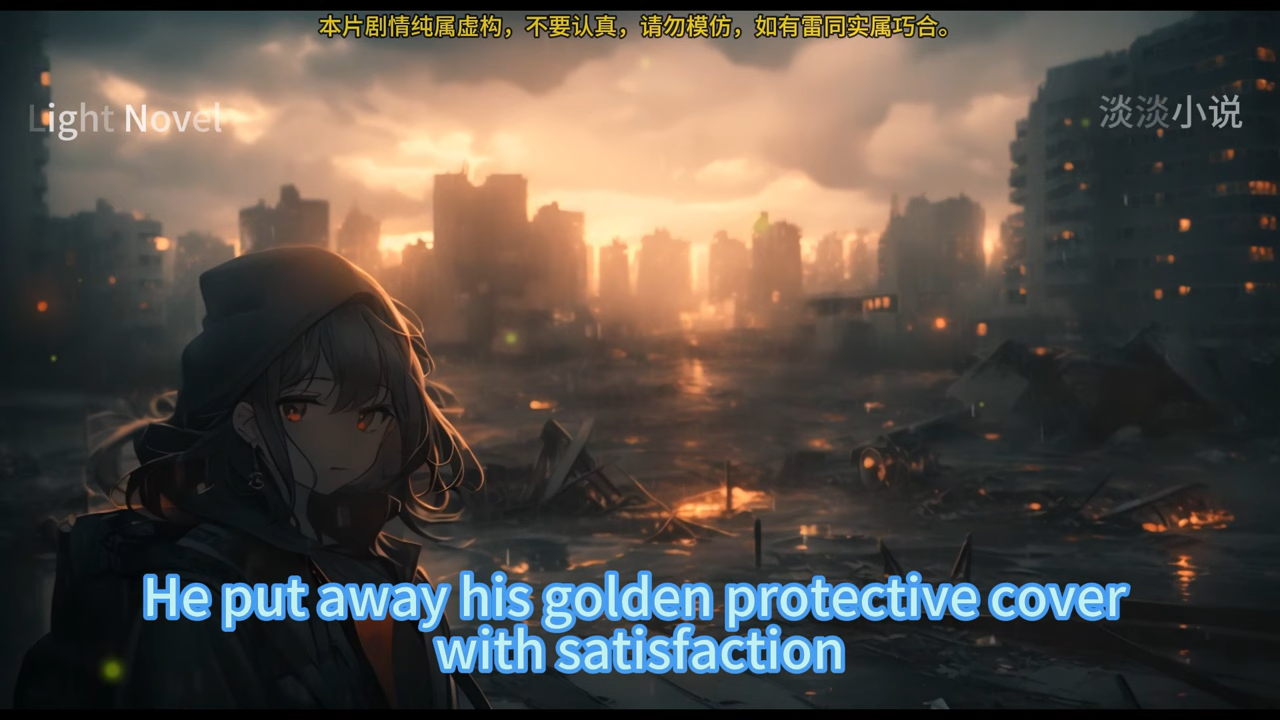 本片剧情纯属虚构，不要认真，请勿模仿，如有雷同实属巧合。
Light Novel
淡淡小说
He put away his golden protective cover
with satisfaction